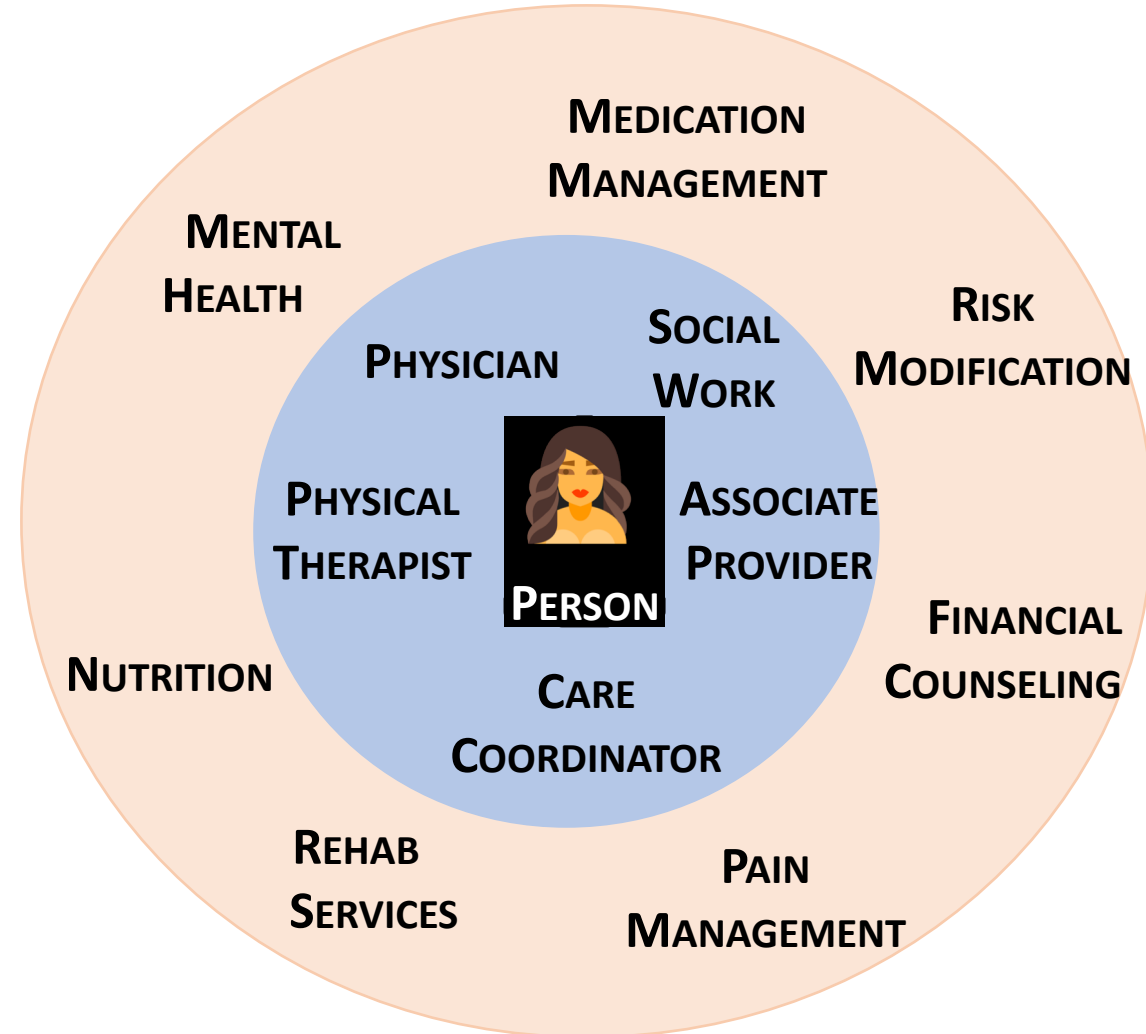 MEDICATION
MANAGEMENT
MENTAL
HEALTH
RISK
MODIFICATION
SOCIAL
WORK
PHYSICIAN
PHYSICAL
THERAPIST
ASSOCIATE
PROVIDER
PERSON
FINANCIAL
COUNSELING
NUTRITION
CARE
COORDINATOR
REHAB
SERVICES
PAIN
MANAGEMENT